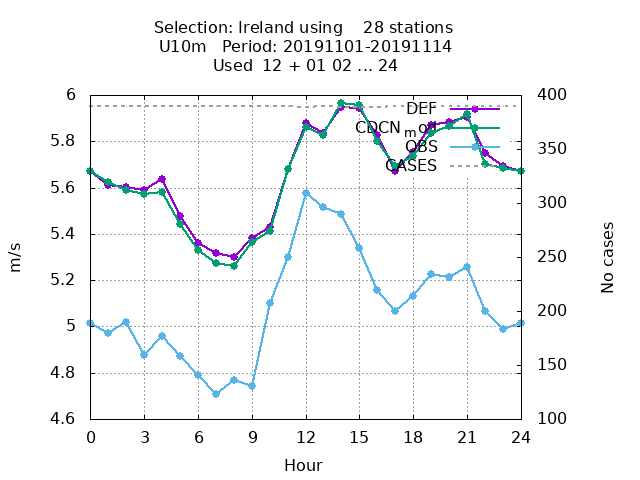 Selection: Ireland using 28 stations
U10m Period: 20191101-20191114
Used 12 + 01 02 ... 24
6
5.8
5.6
5.4
5.2
5
4.8
4.6
m/s
400
350
300
250
200
150
100
No cases
DEF
CDCN mod
OBS
CASES
0 3 6 9 12 15 18 21 24
Hour